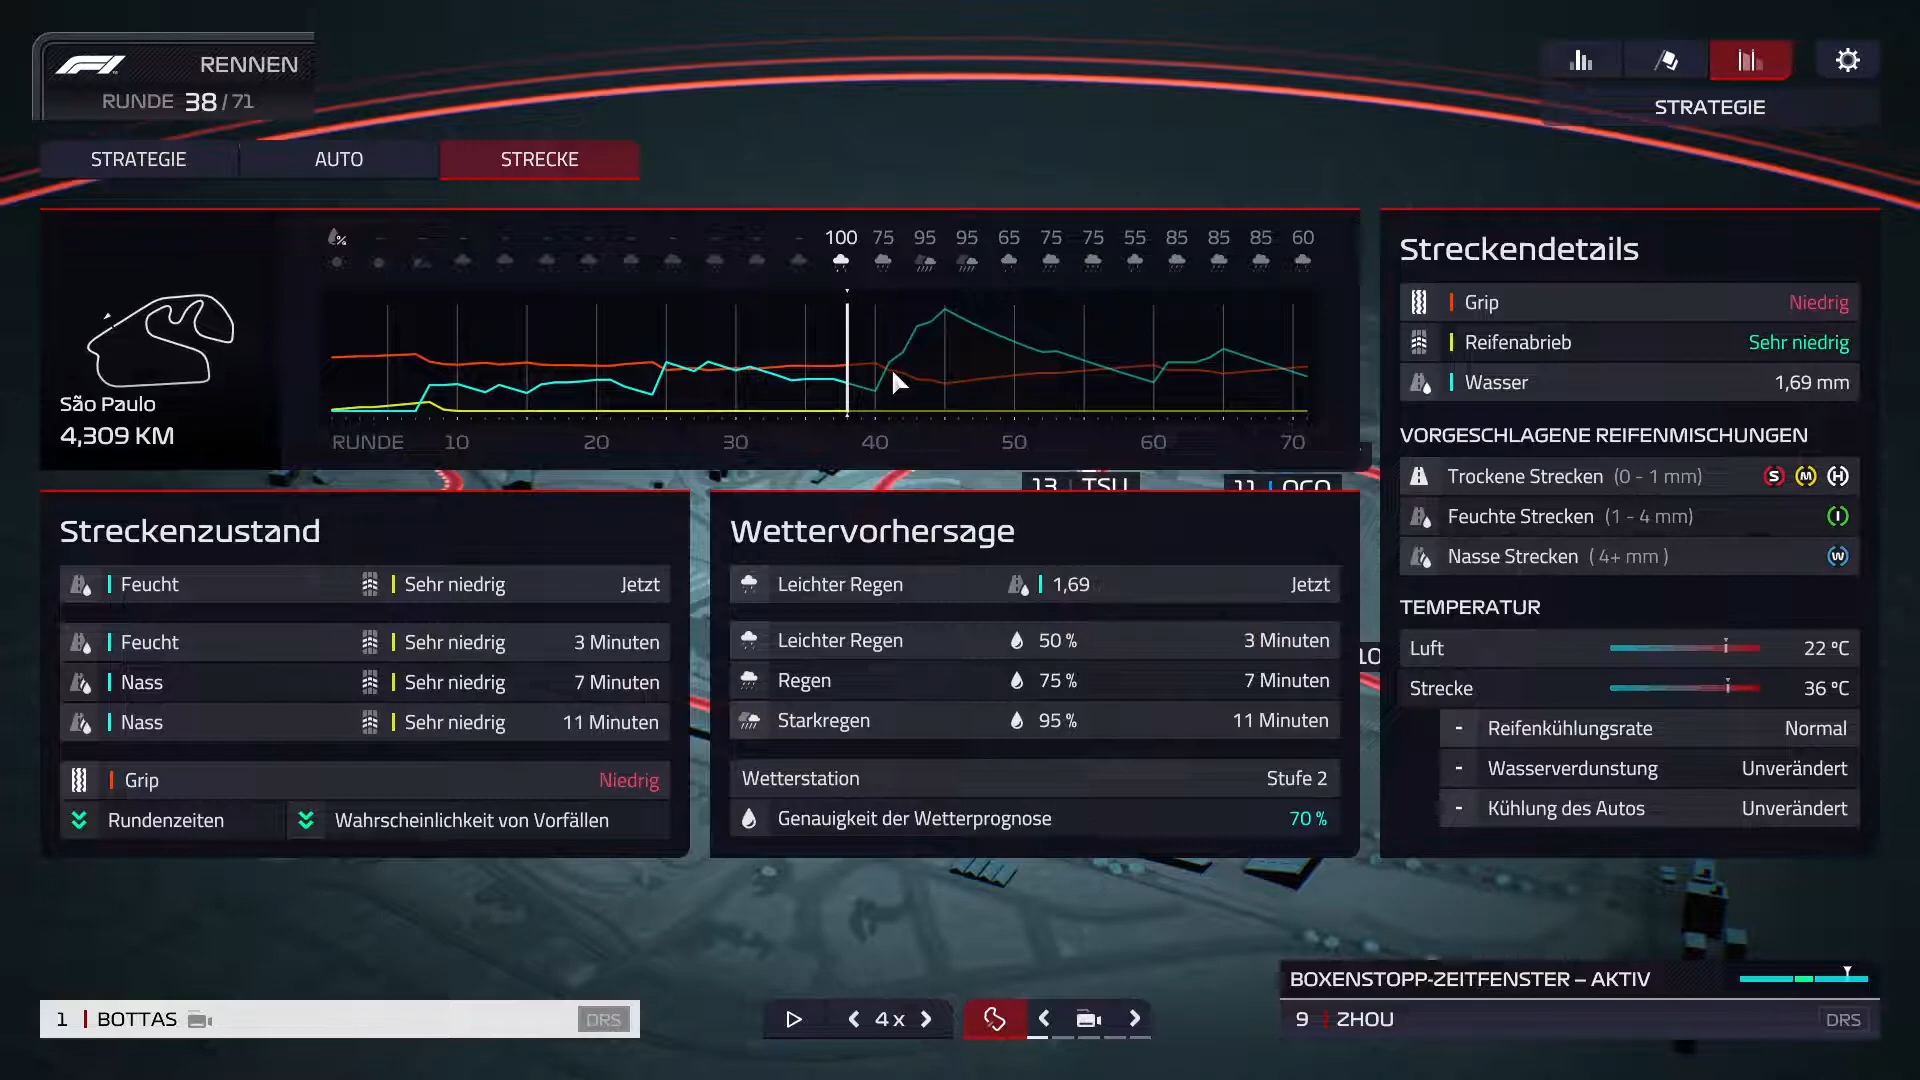 F1
RENNEN
RUNDE 38 / 71
STRATEGIE
STRATEGIE
AUTO
STRECKE
100 75 95 95 65 75 75 55 85 85 85 60
São Paulo
4,309 KM
RUNDE 10 20 30 40 50 60 70
13 TSU
11 OCO
10
Streckendetails
Grip Niedrig
Reifenabrieb Sehr niedrig
Wasser 1,69 mm
VORGESCHLAGENE REIFENMISCHUNGEN
Trockene Strecken (0 - 1 mm) S M H
Feuchte Strecken (1 - 4 mm) I
Nasse Strecken ( 4+ mm ) W
TEMPERATUR
Luft 22 °C
Strecke 36 °C
- Reifenkühlungsrate Normal
- Wasserverdunstung Unverändert
- Kühlung des Autos Unverändert
Streckenzustand
Feucht Sehr niedrig Jetzt
Feucht Sehr niedrig 3 Minuten
Nass Sehr niedrig 7 Minuten
Nass Sehr niedrig 11 Minuten
Grip Niedrig
Rundenzeiten Wahrscheinlichkeit von Vorfällen
Wettervorhersage
Leichter Regen 1,69 Jetzt
Leichter Regen 50 % 3 Minuten
Regen 75 % 7 Minuten
Starkregen 95 % 11 Minuten
Wetterstation Stufe 2
Genauigkeit der Wetterprognose 70 %
1 BOTTAS DRS
4 x
BOXENSTOPP-ZEITFENSTER – AKTIV
9 ZHOU DRS